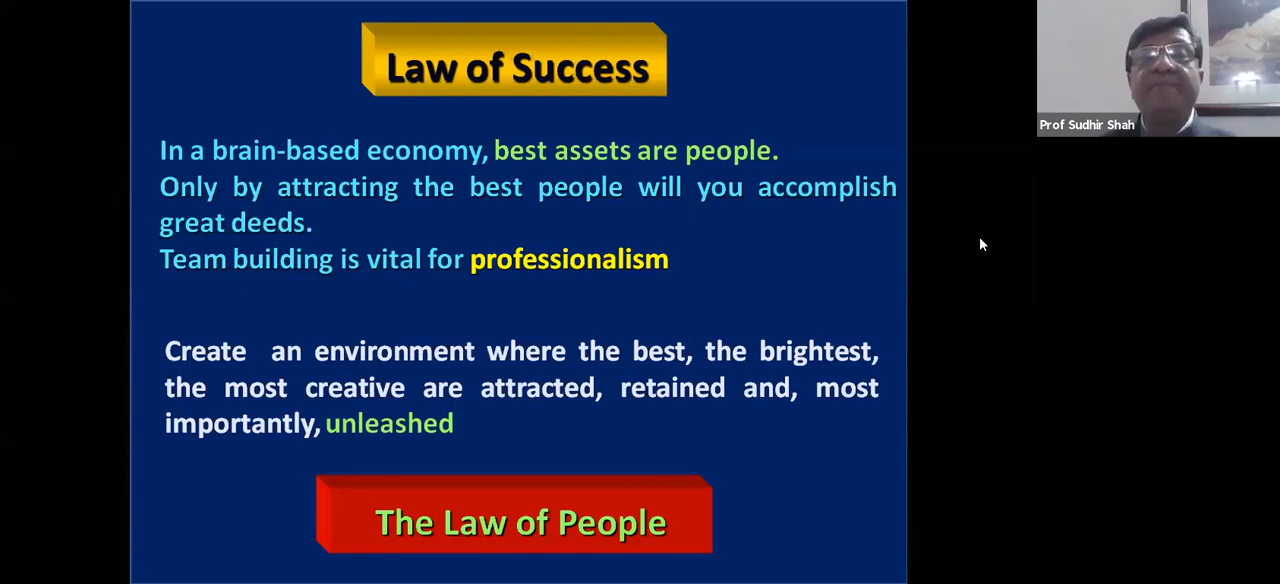 Law of Success
Prof Sudhir Shah
In a brain-based economy, best assets are people.
Only by attracting the best people will you accomplish
great deeds.
Team building is vital for professionalism
Create an environment where the best, the brightest,
the most creative are attracted, retained and, most
importantly, unleashed
The Law of People